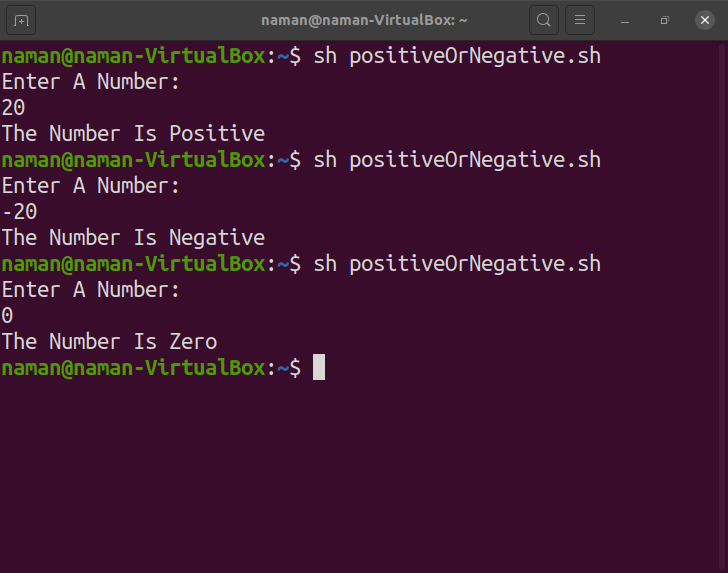 naman@naman-VirtualBox: ~
naman@naman-VirtualBox:~$ sh positiveOrNegative.sh
Enter A Number:
20
The Number Is Positive
naman@naman-VirtualBox:~$ sh positiveOrNegative.sh
Enter A Number:
-20
The Number Is Negative
naman@naman-VirtualBox:~$ sh positiveOrNegative.sh
Enter A Number:
0
The Number Is Zero
naman@naman-VirtualBox:~$